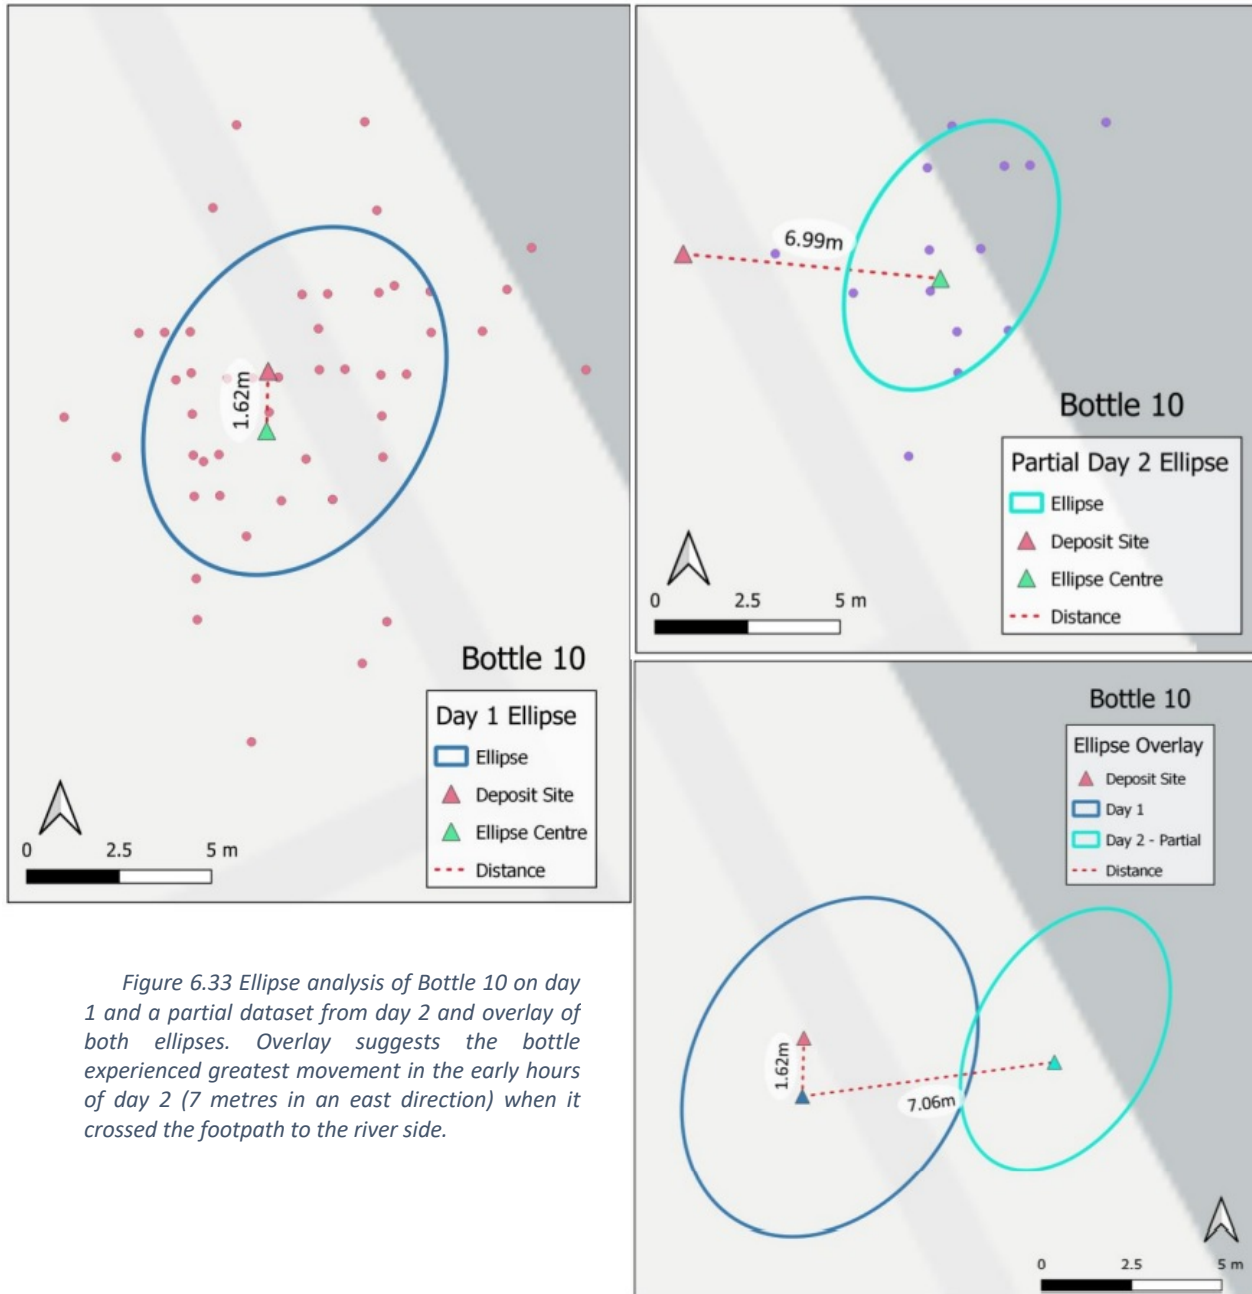 1.62m
Bottle 10
Day 1 Ellipse
Ellipse
Deposit Site
Ellipse Centre
Distance
0 2.5 5 m
6.99m
Bottle 10
Partial Day 2 Ellipse
Ellipse
Deposit Site
Ellipse Centre
Distance
0 2.5 5 m
Bottle 10
Ellipse Overlay
Deposit Site
Day 1
Day 2 - Partial
Distance
1.62m
7.06m
0 2.5 5 m
Figure 6.33 Ellipse analysis of Bottle 10 on day
1 and a partial dataset from day 2 and overlay of
both ellipses. Overlay suggests the bottle
experienced greatest movement in the early hours
of day 2 (7 metres in an east direction) when it
crossed the footpath to the river side.